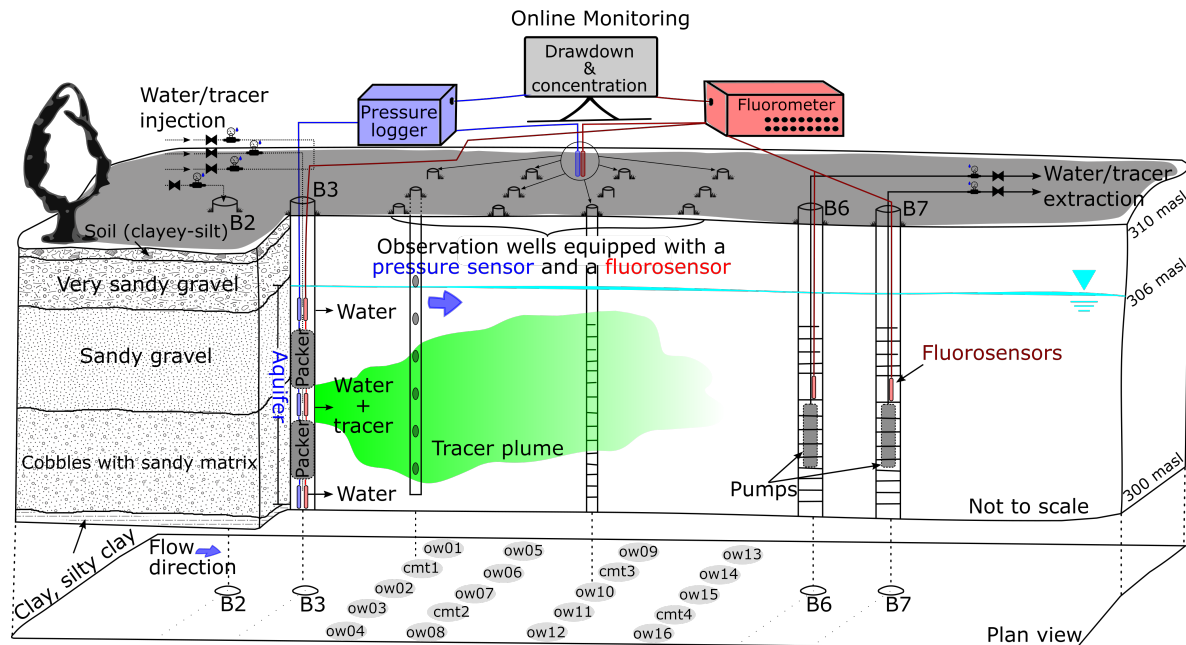 Online Monitoring
Drawdown
&
concentration
Water/tracer
injection
Pressure
logger
Fluorometer
Water/tracer
extraction
B2
B3
B6
B7
310 masl
Soil (clayey-silt)
Observation wells equipped with a
pressure sensor and a fluorosensor
Very sandy gravel
306 masl
Water
Sandy gravel
Packer
Aquifer
Water
+
tracer
Fluorosensors
Cobbles with sandy matrix
Packer
Tracer plume
Water
Pumps
300 masl
Not to scale
Clay, silty clay
Flow
direction
ow01
ow05
ow09
ow13
cmt1
ow06
cmt3
ow14
ow02
ow07
ow10
ow15
ow03
cmt2
ow11
cmt4
ow04
ow08
ow12
ow16
B2
B3
B6
B7
Plan view